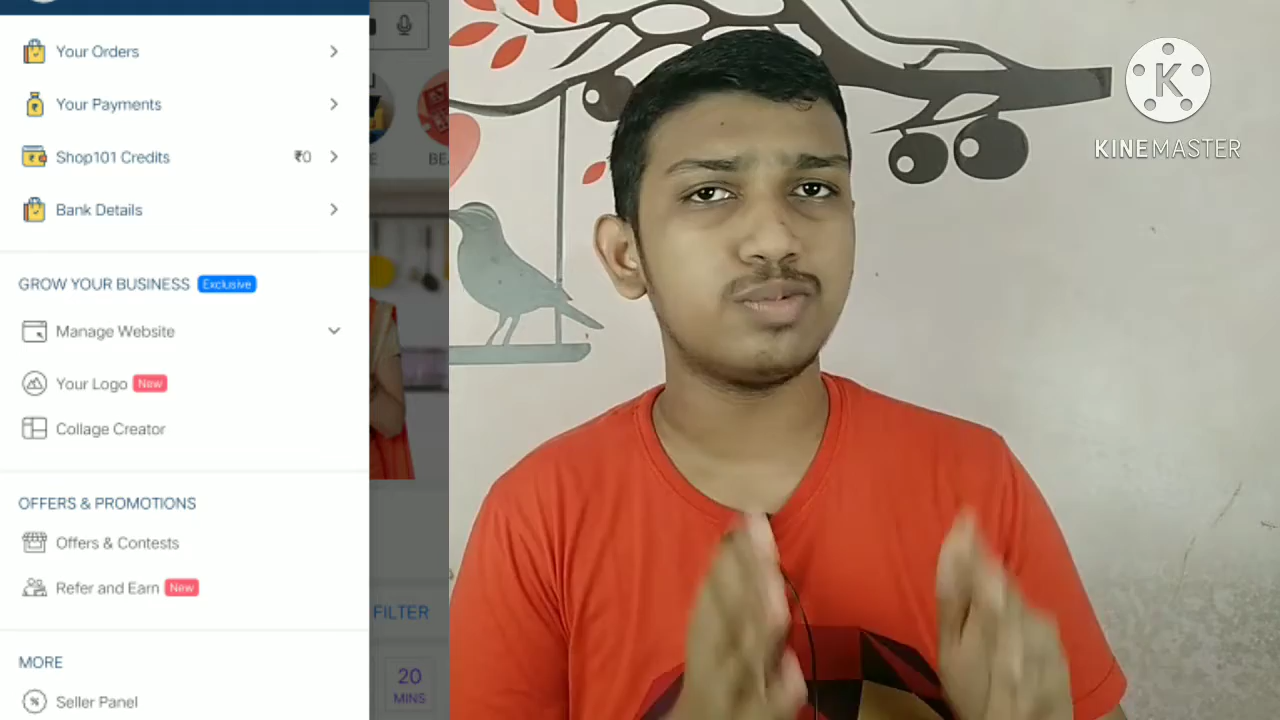 Your Orders
Your Payments
Shop101 Credits ₹0
Bank Details
GROW YOUR BUSINESS Exclusive
Manage Website
Your Logo New
Collage Creator
OFFERS & PROMOTIONS
Offers & Contests
Refer and Earn New
MORE
Seller Panel
BE
FILTER
20
MINS
K
KINEMASTER